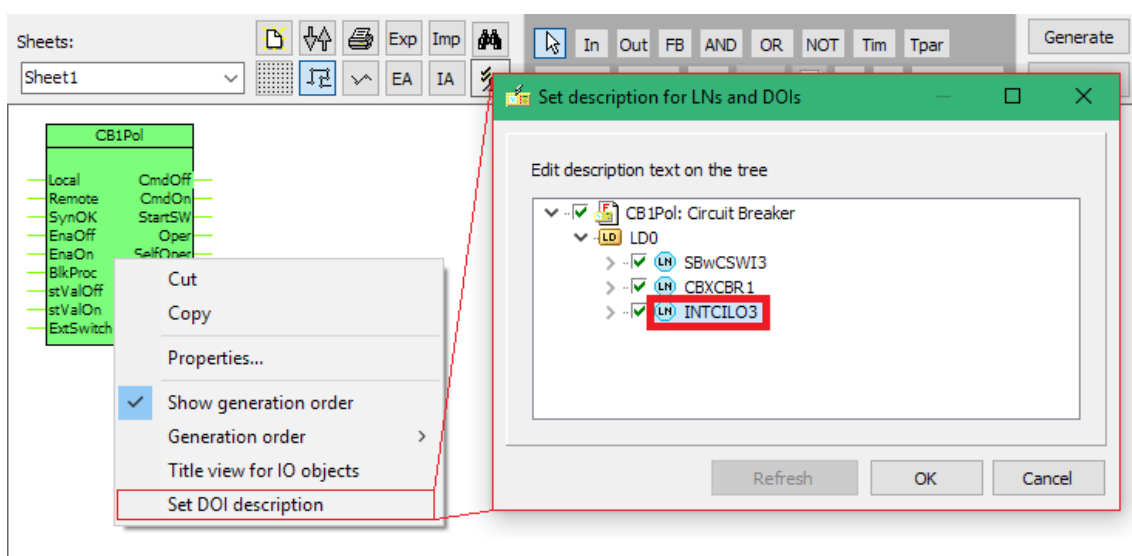 Sheets:
Exp
Imp
Sheet1
EA
IA
In
Out
FB
AND
OR
NOT
Tim
Tpar
Generate
CB1Pol
Local
CmdOff
Remote
CmdOn
SynOK
StartSW
EnaOff
Oper
EnaOn
SelfOper
BlkProc
stValOff
stValOn
ExtSwitch
Cut
Copy
Properties...
Show generation order
Generation order
Title view for IO objects
Set DOI description
Set description for LNs and DOIs
Edit description text on the tree
CB1Pol: Circuit Breaker
LD LD0
LN SBwCSWI3
LN CBXCBR1
LN INTCILO3
Refresh
OK
Cancel